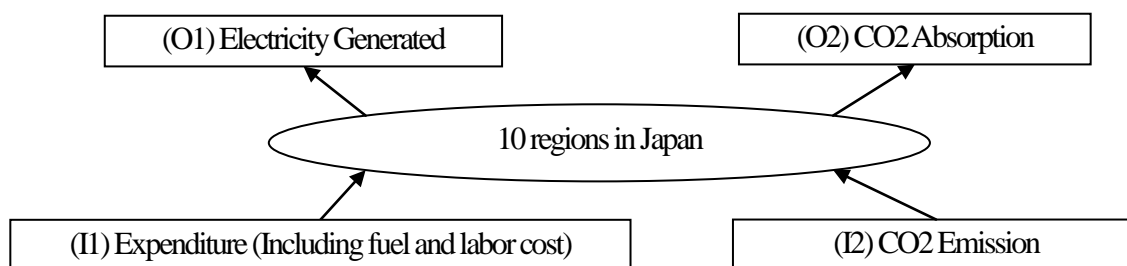 (O1) Electricity Generated
(O2) CO2 Absorption
10 regions in Japan
(I1) Expenditure (Including fuel and labor cost)
(I2) CO2 Emission